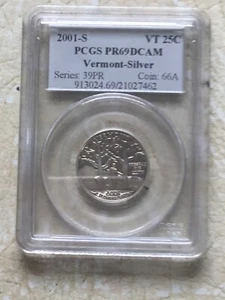 2001-S VT 25C
PCGS PR69DCAM
Vermont-Silver
Series: 39PR Coin: 66A
913024.69/21027462